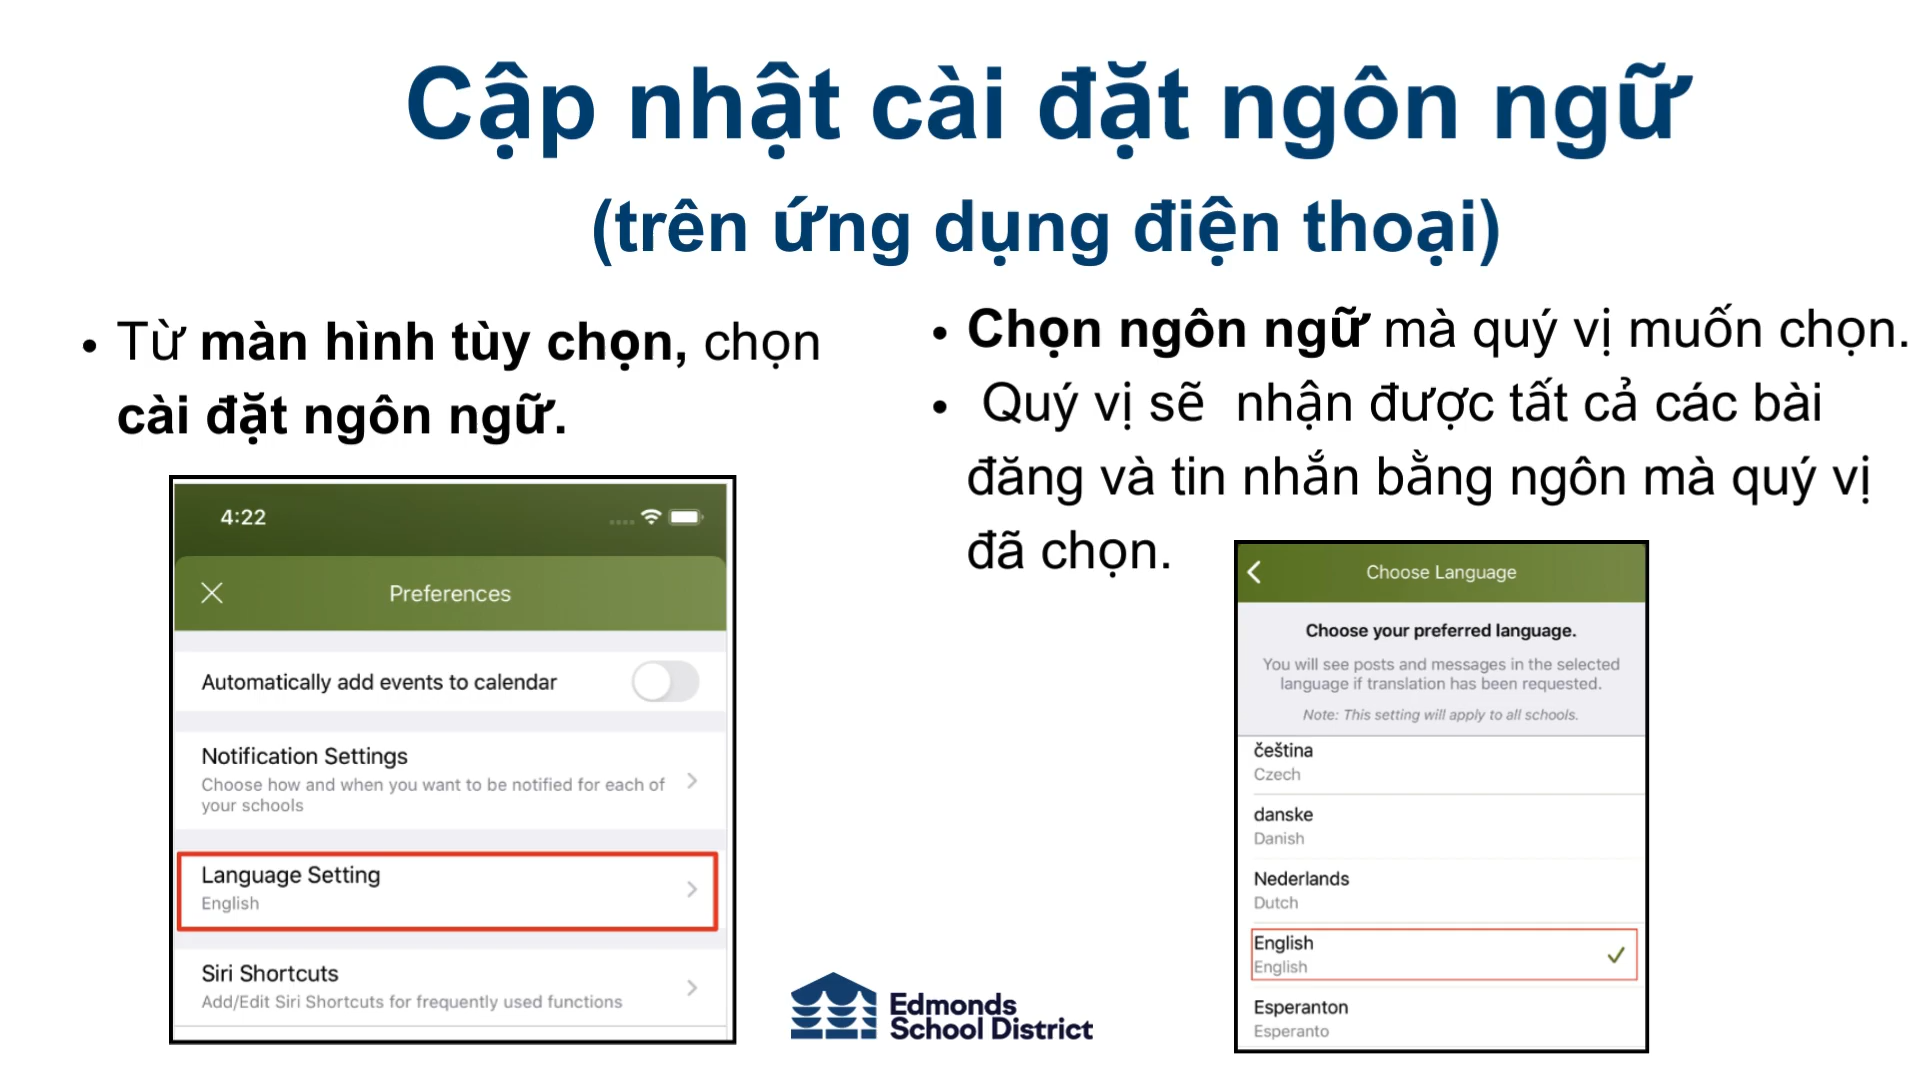 Cập nhật cài đặt ngôn ngữ
(trên ứng dụng điện thoại)
• Từ màn hình tùy chọn, chọn
cài đặt ngôn ngữ.
4:22
Preferences
Automatically add events to calendar
Notification Settings
Choose how and when you want to be notified for each of
your schools
Language Setting
English
Siri Shortcuts
Add/Edit Siri Shortcuts for frequently used functions
• Chọn ngôn ngữ mà quý vị muốn chọn.
• Quý vị sẽ nhận được tất cả các bài
đăng và tin nhắn bằng ngôn mà quý vị
đã chọn.
Choose Language
Choose your preferred language.
You will see posts and messages in the selected
language if translation has been requested.
Note: This setting will apply to all schools.
čeština
Czech
danske
Danish
Nederlands
Dutch
English
English
Esperanton
Esperanto
Edmonds
School District